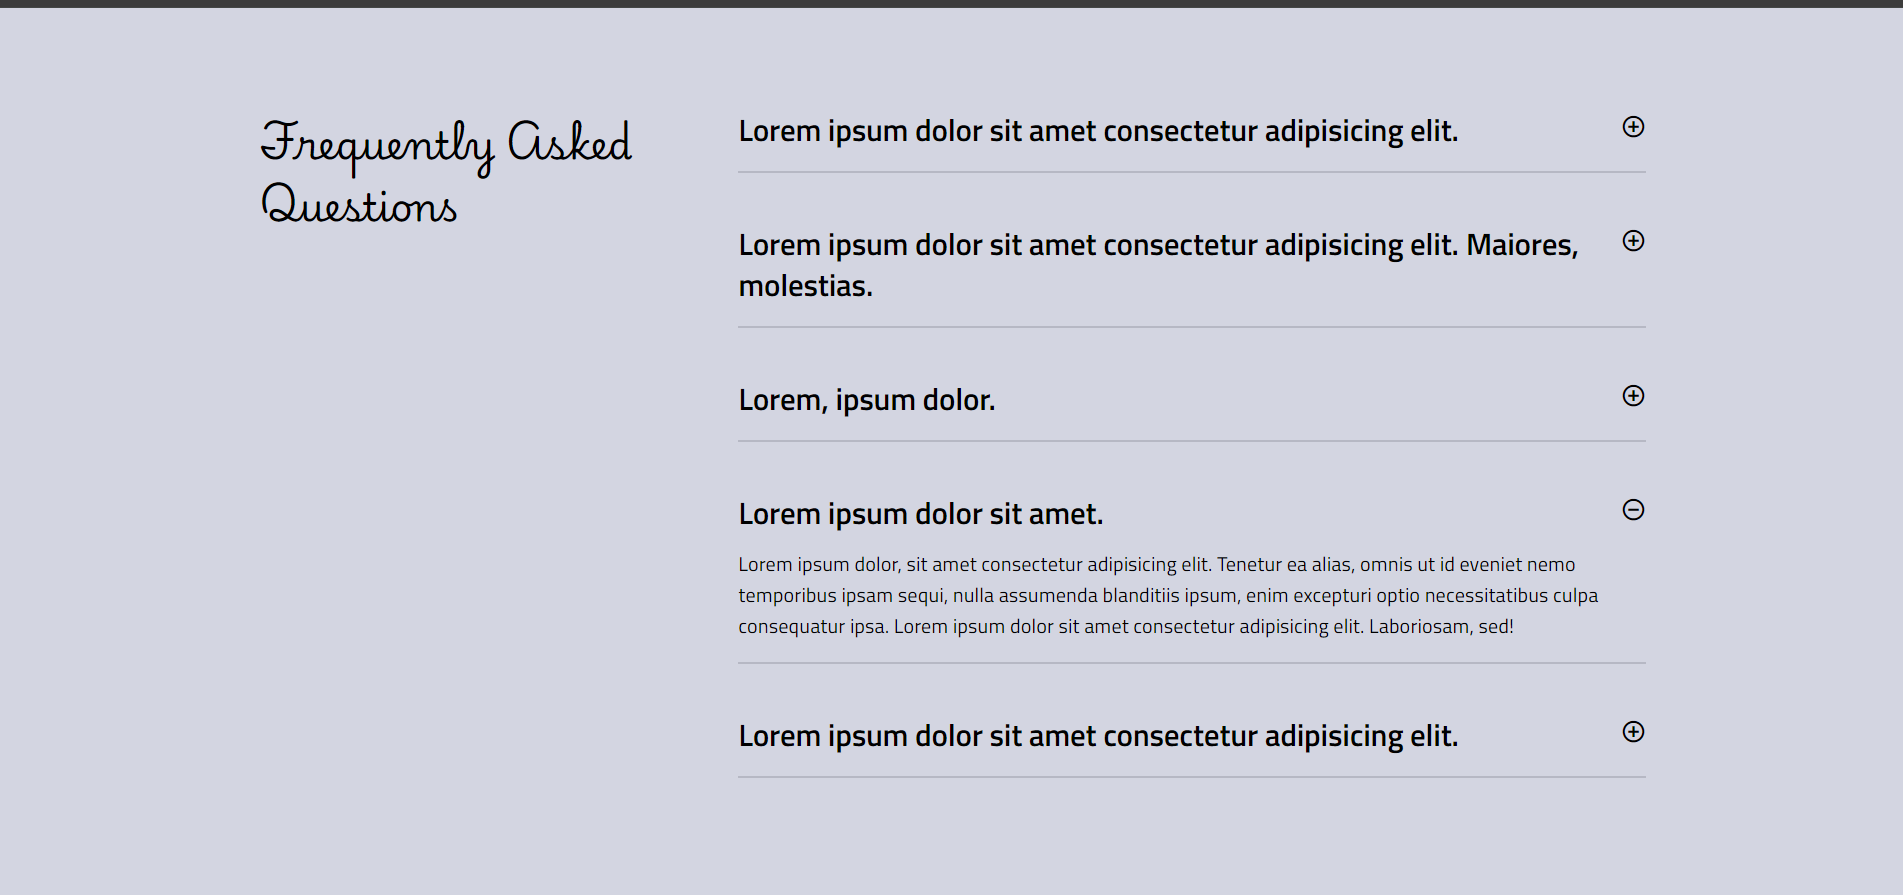 Frequently Asked
Questions
Lorem ipsum dolor sit amet consectetur adipisicing elit.
Lorem ipsum dolor sit amet consectetur adipisicing elit. Maiores,
molestias.
Lorem, ipsum dolor.
Lorem ipsum dolor sit amet.
Lorem ipsum dolor, sit amet consectetur adipisicing elit. Tenetur ea alias, omnis ut id eveniet nemo
temporibus ipsam sequi, nulla assumenda blanditiis ipsum, enim excepturi optio necessitatibus culpa
consequatur ipsa. Lorem ipsum dolor sit amet consectetur adipisicing elit. Laboriosam, sed!
Lorem ipsum dolor sit amet consectetur adipisicing elit.